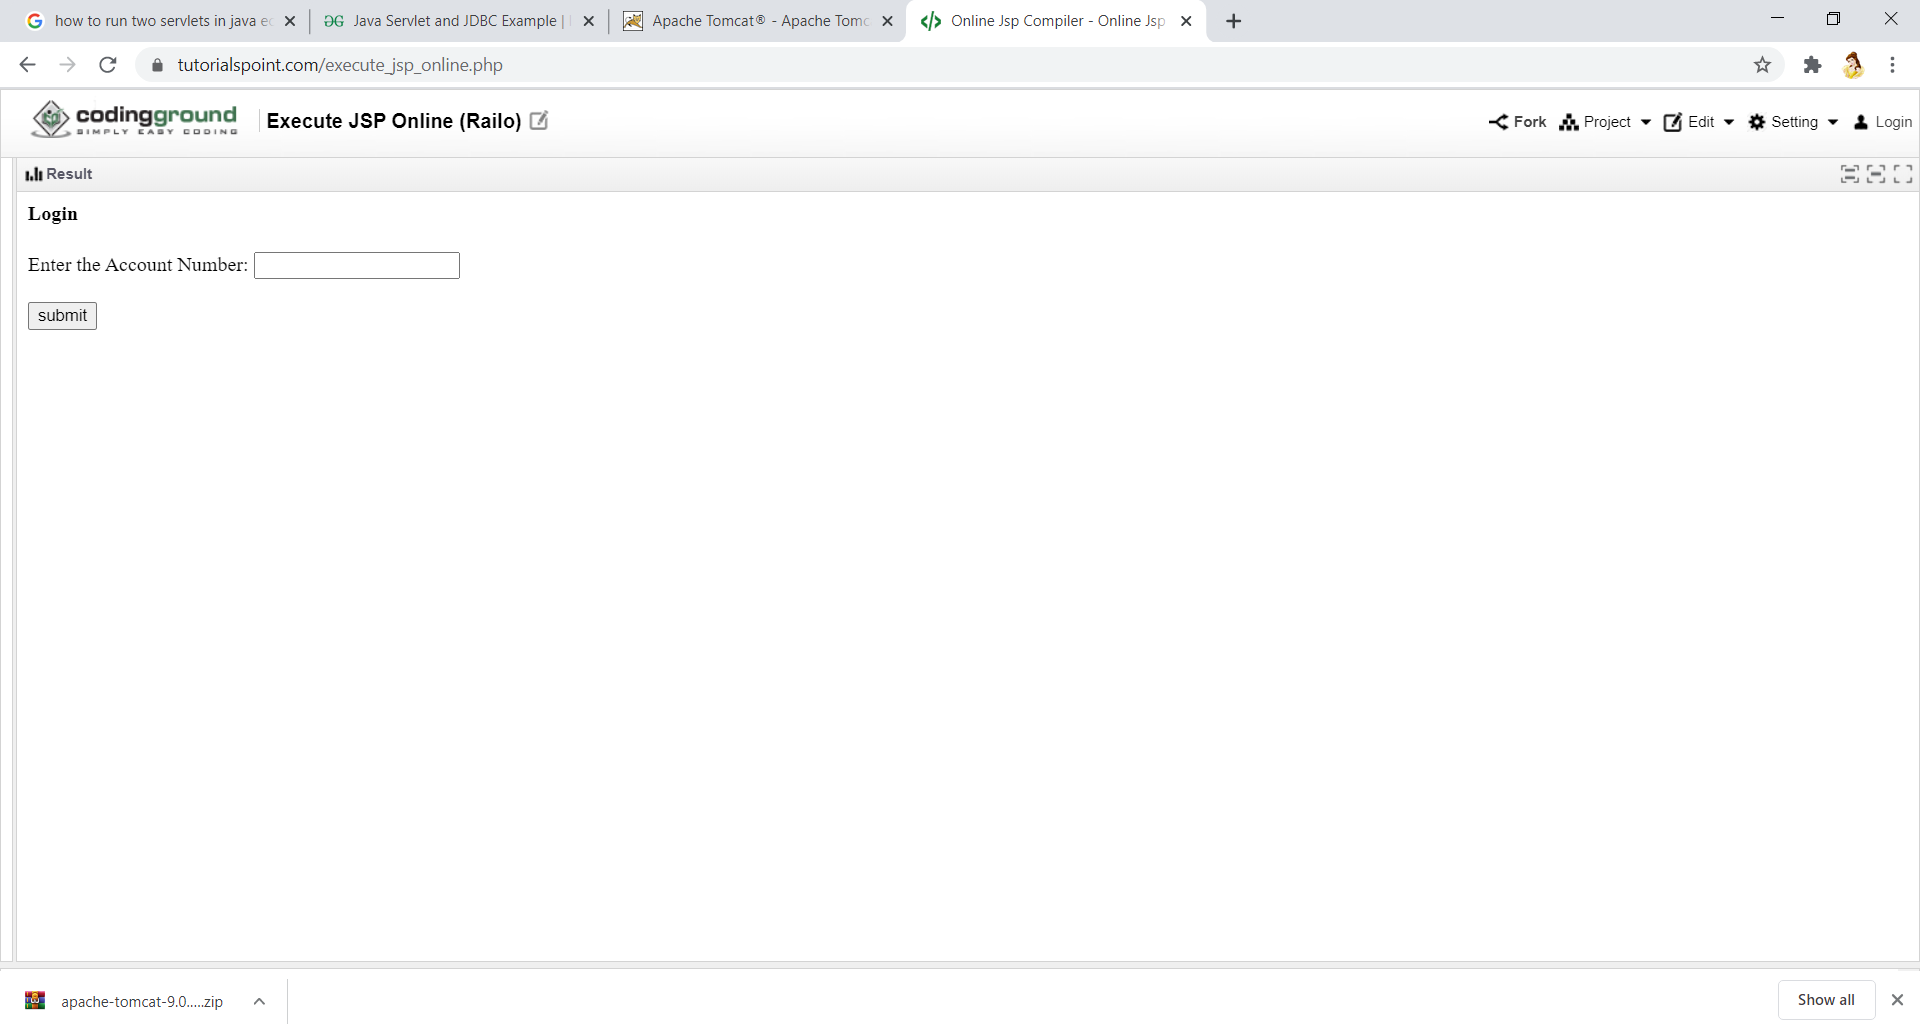 how to run two servlets in java ec
Java Servlet and JDBC Example |
Apache Tomcat® - Apache Tomc
Online Jsp Compiler - Online Jsp
tutorialspoint.com/execute_jsp_online.php
codingground
SIMPLY EASY CODING
Execute JSP Online (Railo)
Fork Project Edit Setting Login
Result
Login
Enter the Account Number:
submit
apache-tomcat-9.0.....zip
Show all